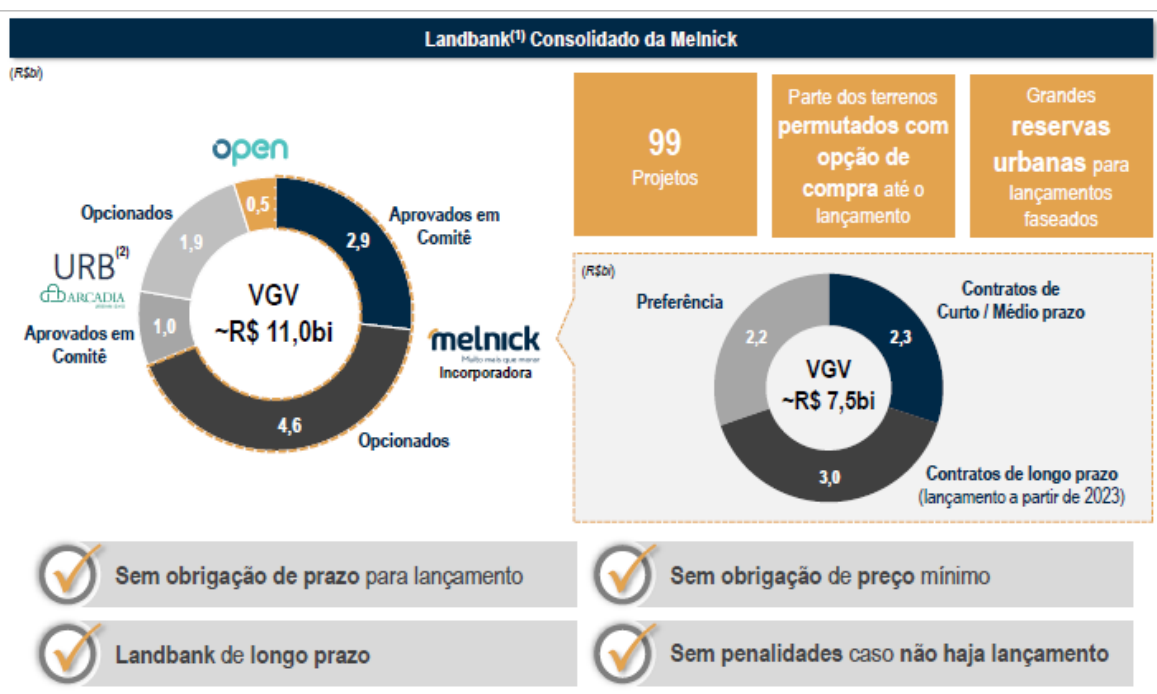 Landbank(1) Consolidado da Melnick
(R$bi)
open
0,5
Opcionados
1,9
Aprovados em
Comitê
2,9
URB(2)
ARCADIA
Aprovados em
Comitê
1,0
VGV
~R$ 11,0bi
melnick
Muito mais que morar
Incorporadora
4,6
Opcionados
99
Projetos
Parte dos terrenos
permutados com
opção de
compra até o
lançamento
Grandes
reservas
urbanas para
lançamentos
faseados
(R$bi)
Preferência
2,2
Contratos de
Curto / Médio prazo
2,3
VGV
~R$ 7,5bi
3,0
Contratos de longo prazo
(lançamento a partir de 2023)
Sem obrigação de prazo para lançamento
Sem obrigação de preço mínimo
Landbank de longo prazo
Sem penalidades caso não haja lançamento